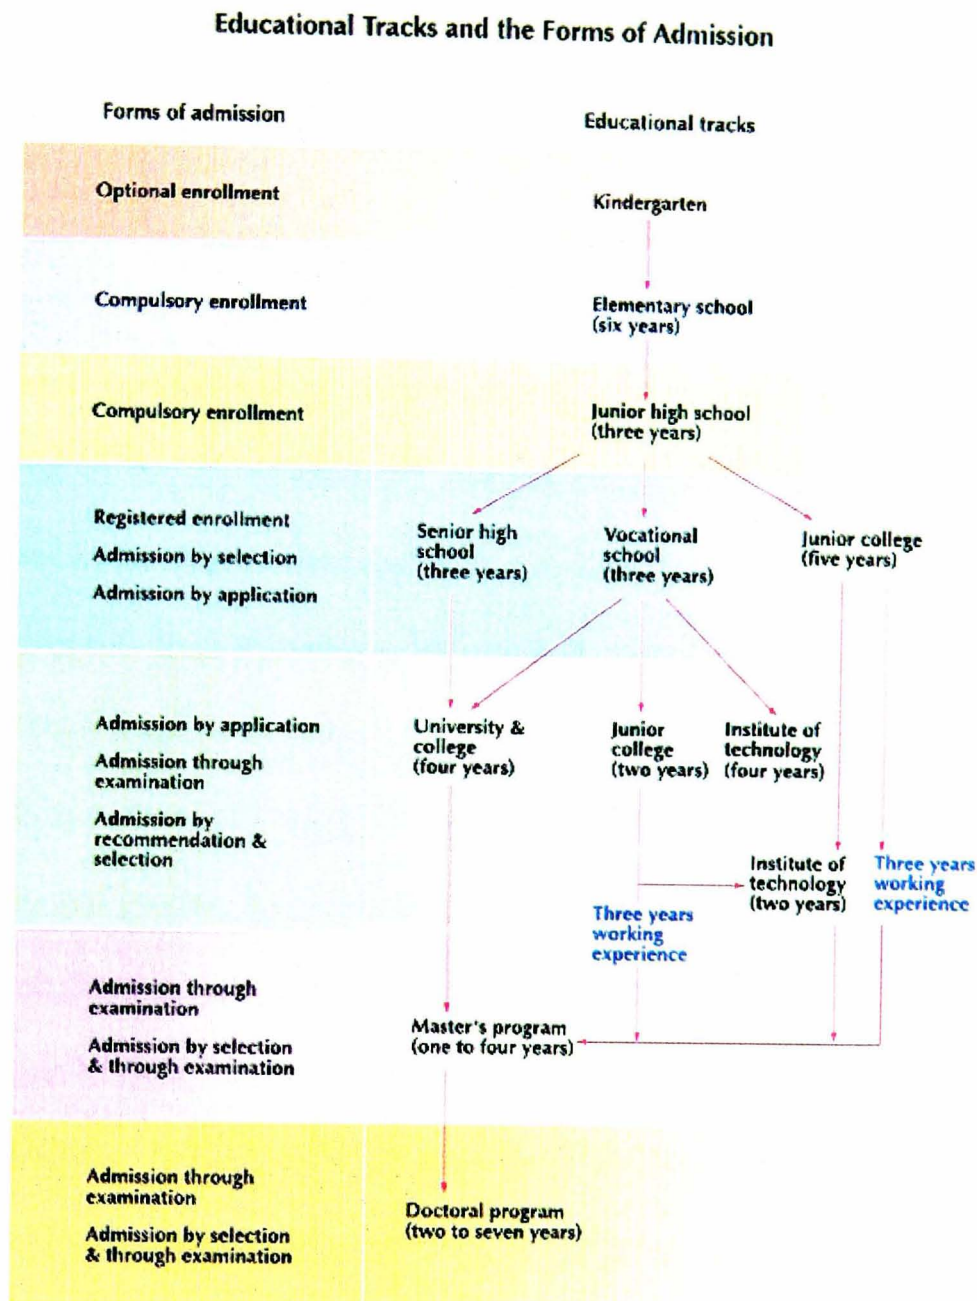 Educational Tracks and the Forms of Admission
Forms of admission
Educational tracks
Optional enrollment
Kindergarten
Compulsory enrollment
Elementary school
(six years)
Compulsory enrollment
Junior high school
(three years)
Registered enrollment
Admission by selection
Admission by application
Senior high
school
(three years)
Vocational
school
(three years)
Junior college
(five years)
Admission by application
Admission through
examination
Admission by
recommendation &
selection
University &
college
(four years)
Junior
college
(two years)
Institute of
technology
(four years)
Institute of
technology
(two years)
Three years
working
experience
Three years
working
experience
Admission through
examination
Admission by selection
& through examination
Master's program
(one to four years)
Admission through
examination
Admission by selection
& through examination
Doctoral program
(two to seven years)